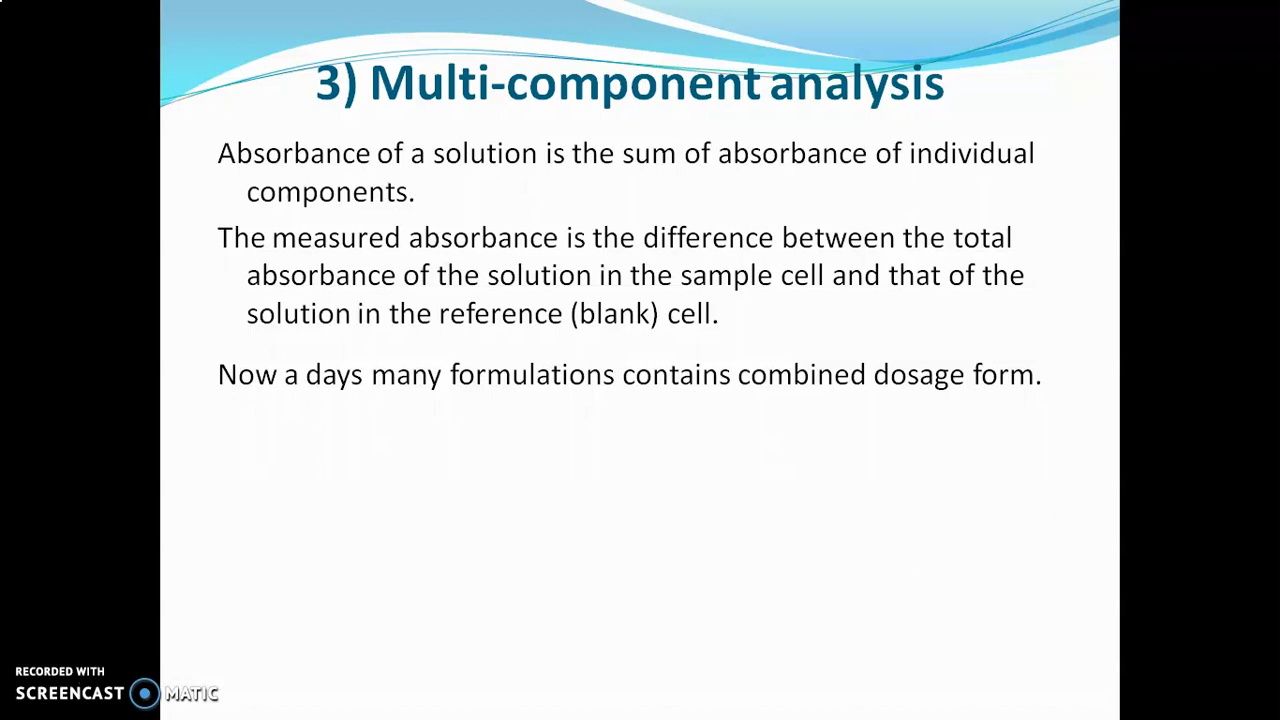 3) Multi-component analysis
Absorbance of a solution is the sum of absorbance of individual
components.
The measured absorbance is the difference between the total
absorbance of the solution in the sample cell and that of the
solution in the reference (blank) cell.
Now a days many formulations contains combined dosage form.
RECORDED WITH
SCREENCAST MATIC